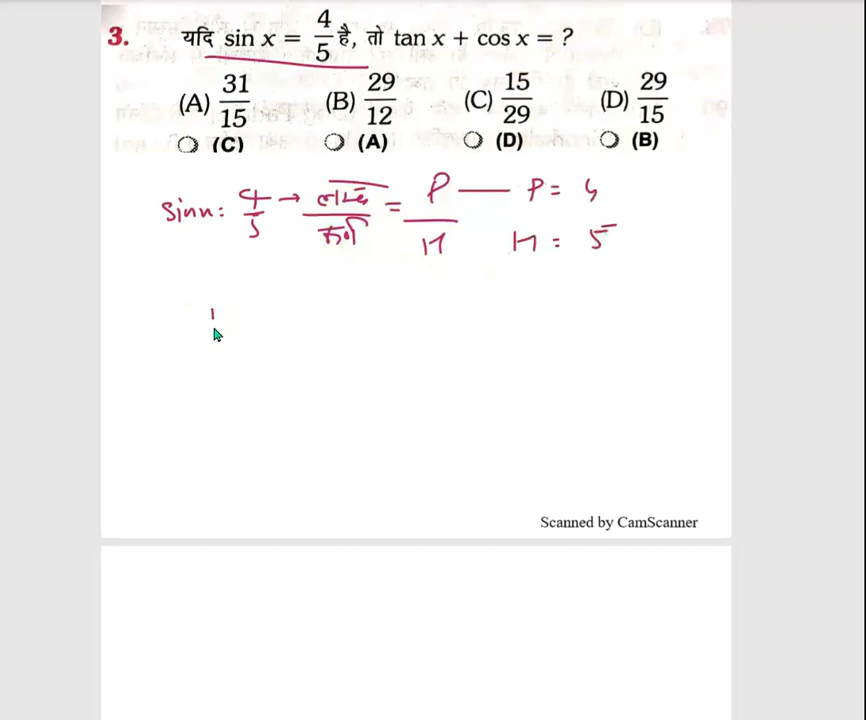 3. यदि sin x = 4/5 है, तो tan x + cos x = ?
(A) 31/15 (B) 29/12 (C) 15/29 (D) 29/15
(C) (A) (D) (B)
Sinx: 4/5 → लम्ब/कर्ण = P/H — P = 4
H = 5
Scanned by CamScanner